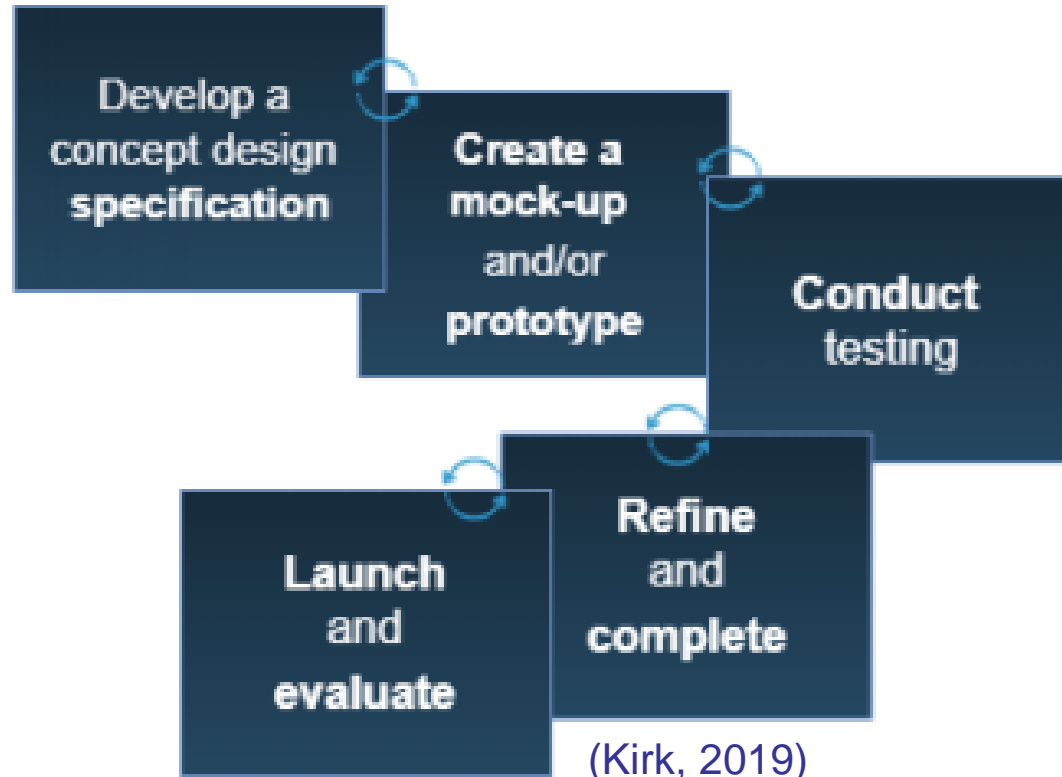 Develop a
concept design
specification
Create a
mock-up
and/or
prototype
Conduct
testing
Refine
and
complete
Launch
and
evaluate
(Kirk, 2019)